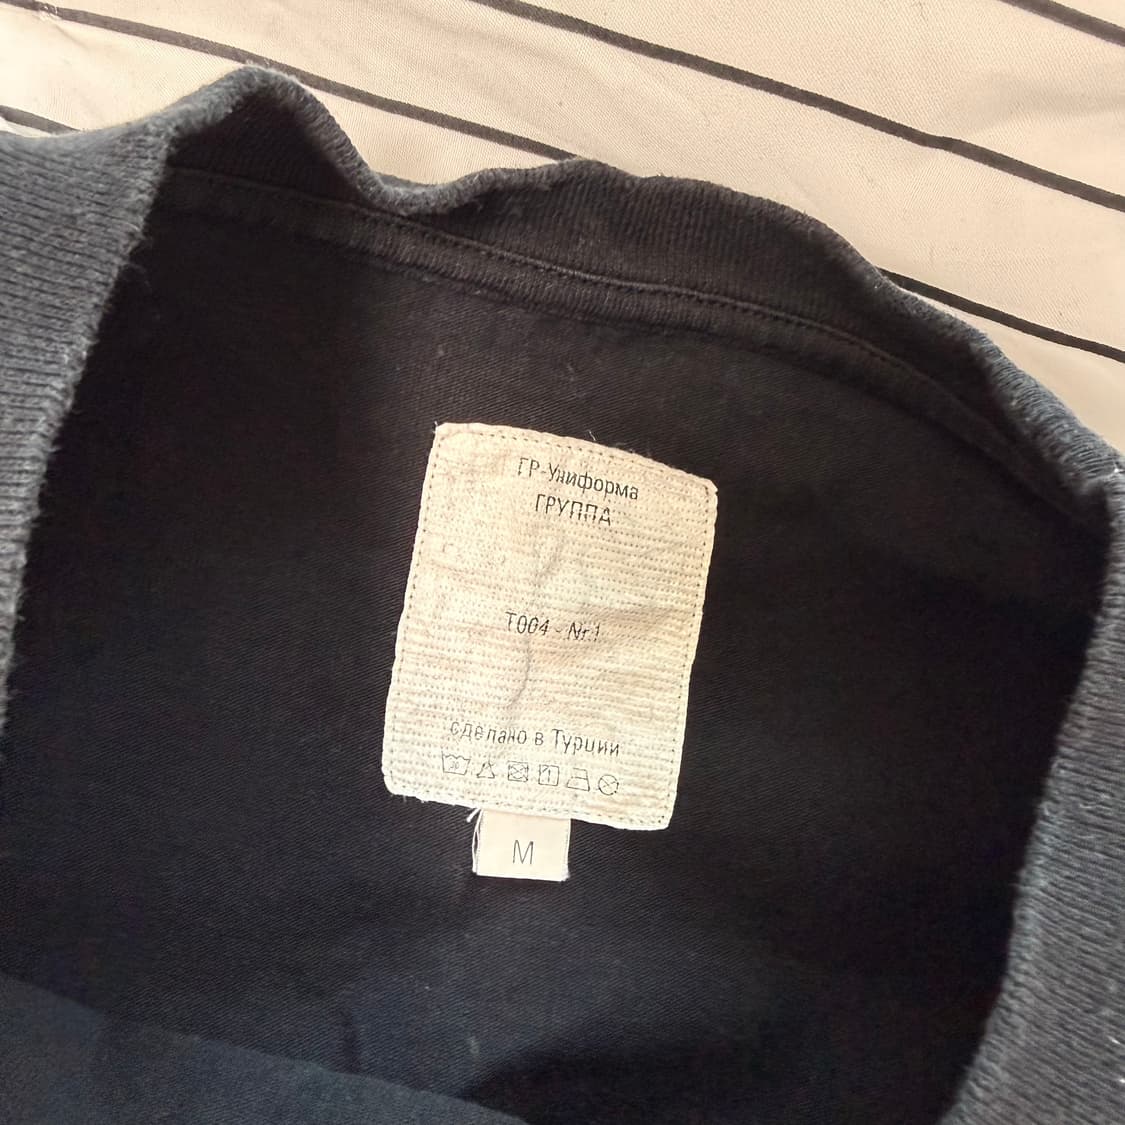 ГР-Униформа
ГРУППА
T004 - Nr.1
сделано в Турции
M